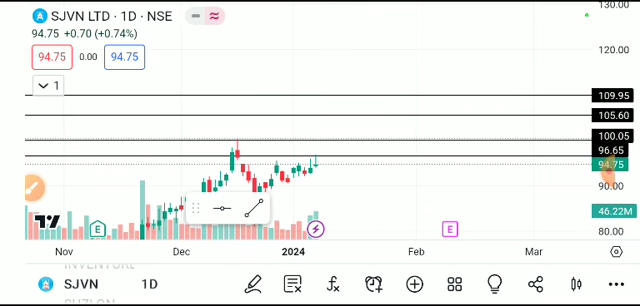 SJVN LTD · 1D · NSE
94.75 +0.70 (+0.74%)
94.75 0.00 94.75
1
130.00
120.00
109.95
105.60
100.05
96.65
94.75
90.00
46.22M
80.00
Nov Dec 2024 Feb Mar
E E
INVENTURE
SJVN 1D
SUZLON